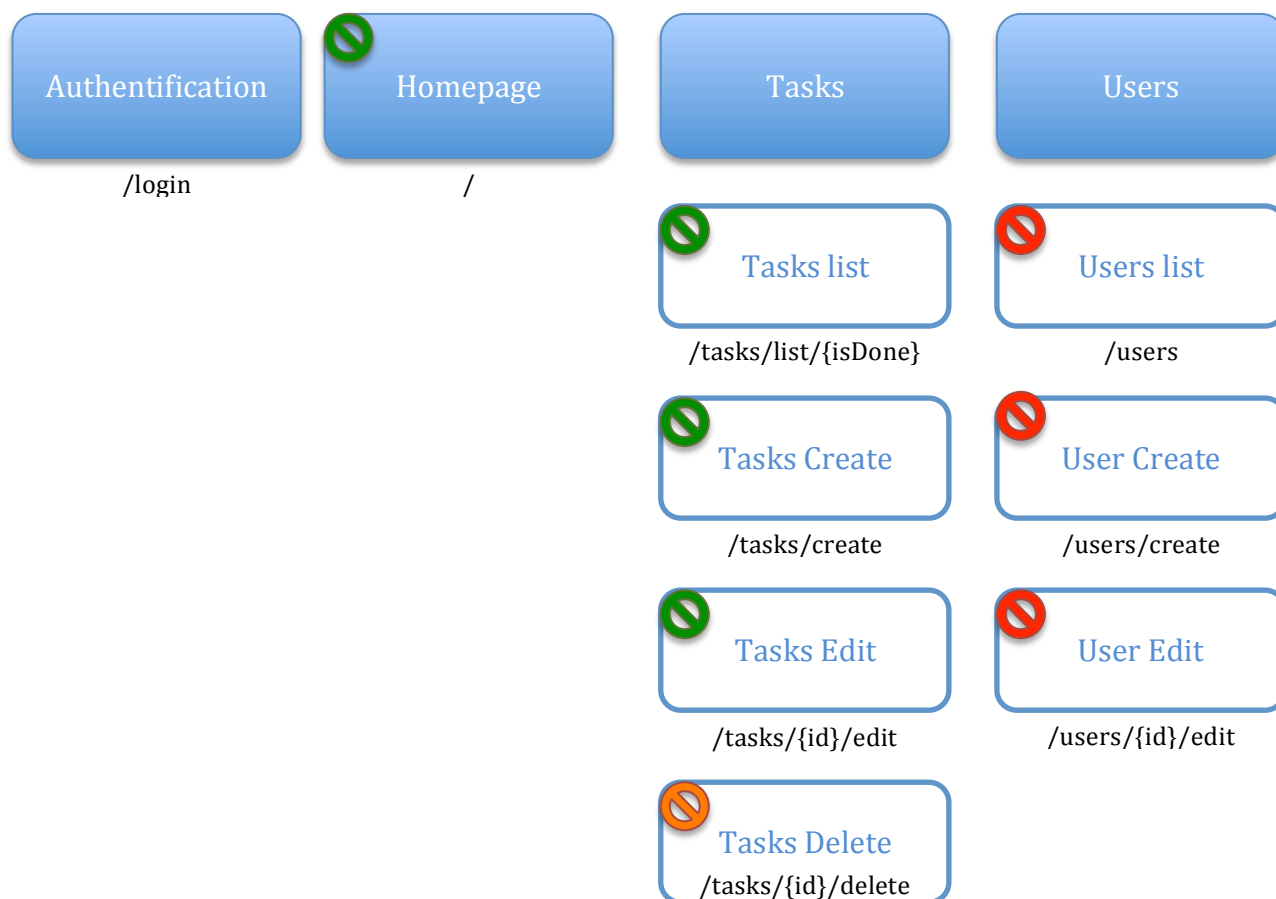 Authentification
Homepage
Tasks
Users
/login
/
Tasks list
Users list
/tasks/list/{isDone}
/users
Tasks Create
User Create
/tasks/create
/users/create
Tasks Edit
User Edit
/tasks/{id}/edit
/users/{id}/edit
Tasks Delete
/tasks/{id}/delete